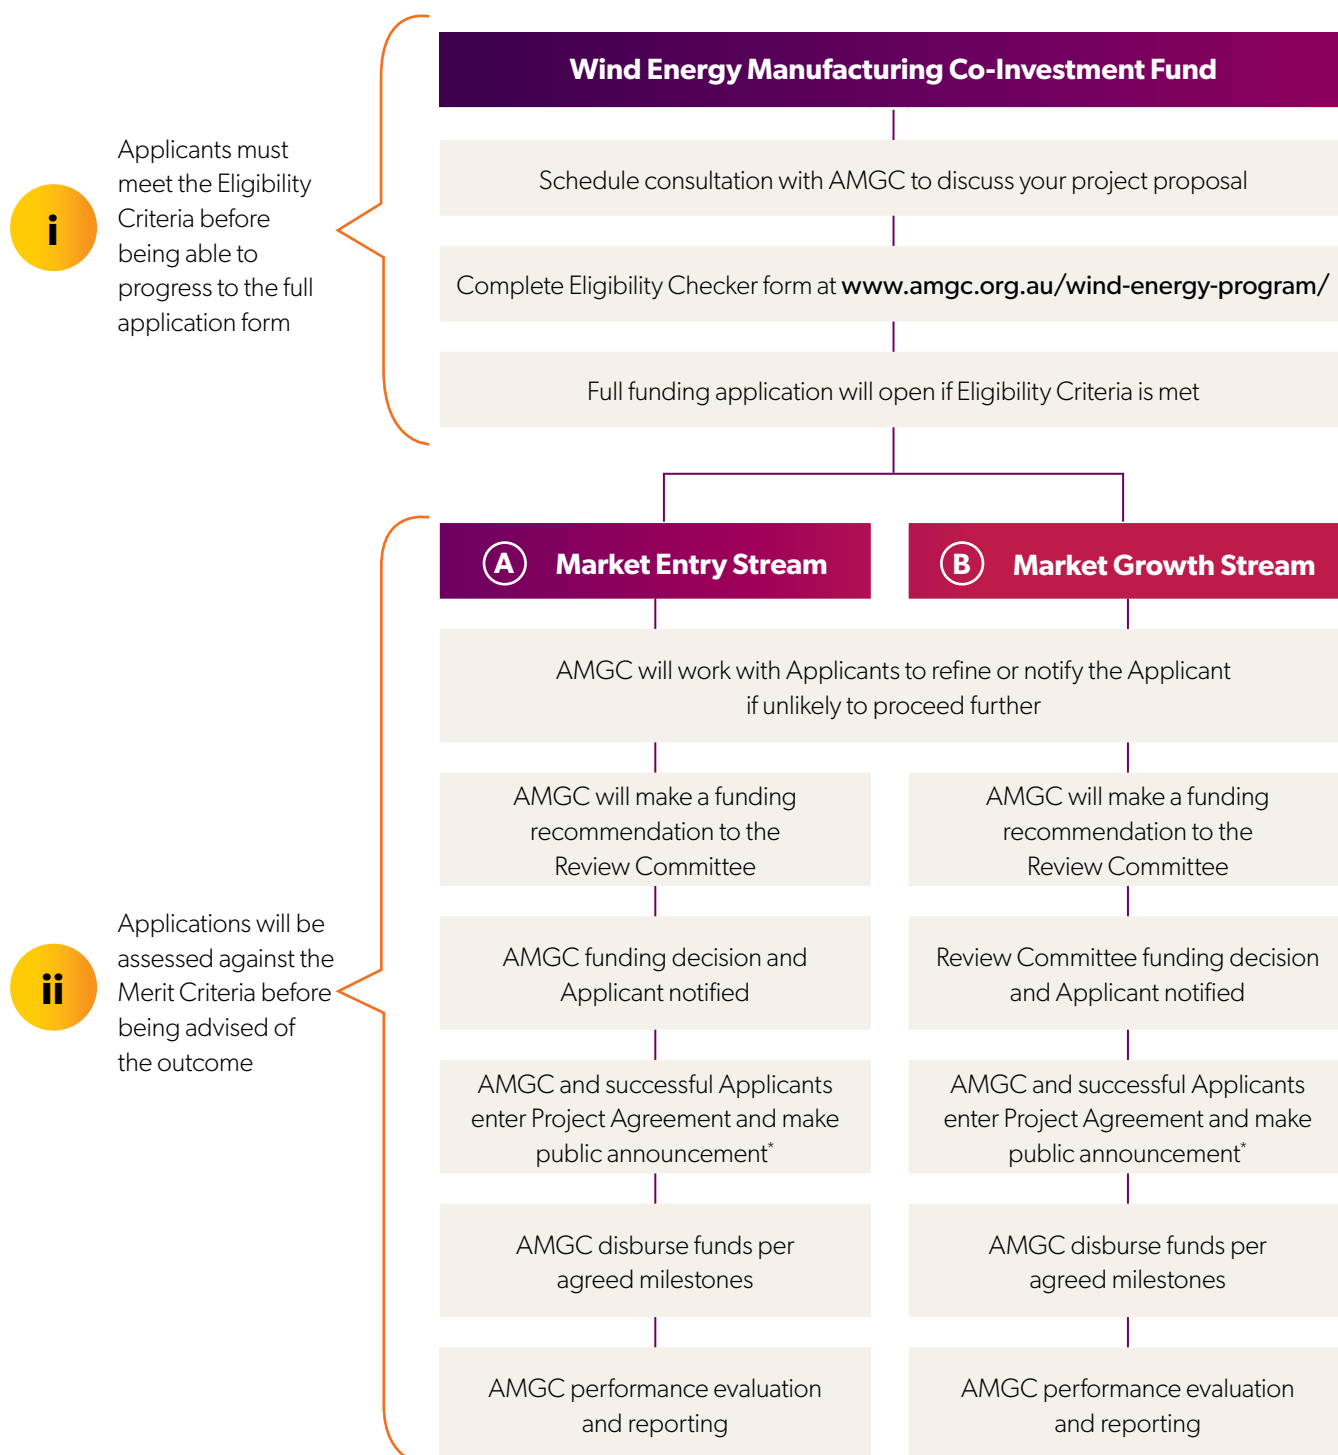 Wind Energy Manufacturing Co-Investment Fund
i
Applicants must
meet the Eligibility
Criteria before
being able to
progress to the full
application form
Schedule consultation with AMGC to discuss your project proposal
Complete Eligibility Checker form at www.amgc.org.au/wind-energy-program/
Full funding application will open if Eligibility Criteria is met
A Market Entry Stream
B Market Growth Stream
AMGC will work with Applicants to refine or notify the Applicant
if unlikely to proceed further
ii
Applications will be
assessed against the
Merit Criteria before
being advised of
the outcome
AMGC will make a funding
recommendation to the
Review Committee
AMGC funding decision and
Applicant notified
AMGC and successful Applicants
enter Project Agreement and make
public announcement*
AMGC disburse funds per
agreed milestones
AMGC performance evaluation
and reporting
AMGC will make a funding
recommendation to the
Review Committee
Review Committee funding decision
and Applicant notified
AMGC and successful Applicants
enter Project Agreement and make
public announcement*
AMGC disburse funds per
agreed milestones
AMGC performance evaluation
and reporting